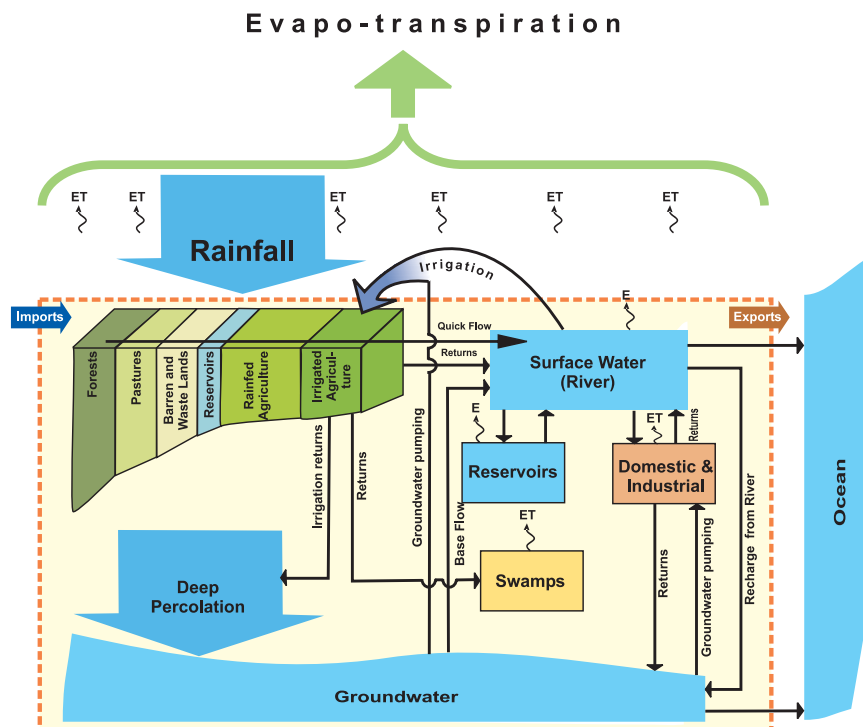 Evapo-transpiration
ET
ET
ET
ET
ET
ET
Rainfall
Irrigation
Imports
Exports
E
Quick Flow
Returns
Surface Water
(River)
Forests
Pastures
Barren and
Waste Lands
Reservoirs
Rainfed
Agriculture
Irrigated
Agricul-
ture
E
ET
Returns
Reservoirs
Domestic &
Industrial
Irrigation returns
Returns
Groundwater pumping
Base Flow
ET
Swamps
Returns
Groundwater pumping
Recharge from River
Ocean
Deep
Percolation
Groundwater